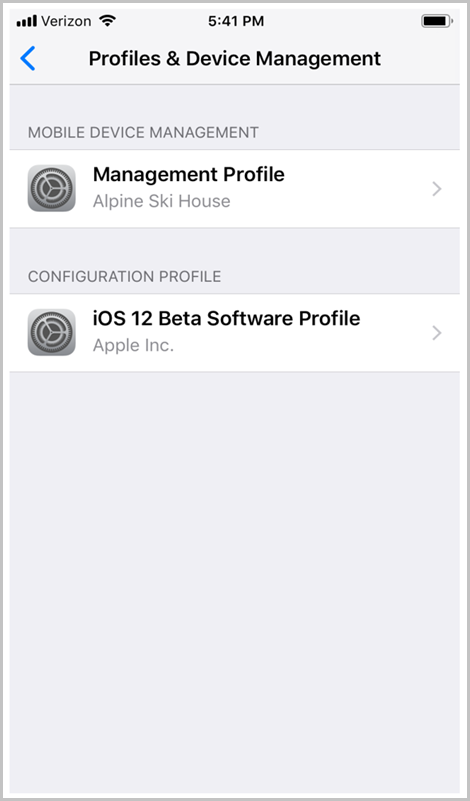 Verizon 5:41 PM
Profiles & Device Management
MOBILE DEVICE MANAGEMENT
Management Profile
Alpine Ski House
CONFIGURATION PROFILE
iOS 12 Beta Software Profile
Apple Inc.